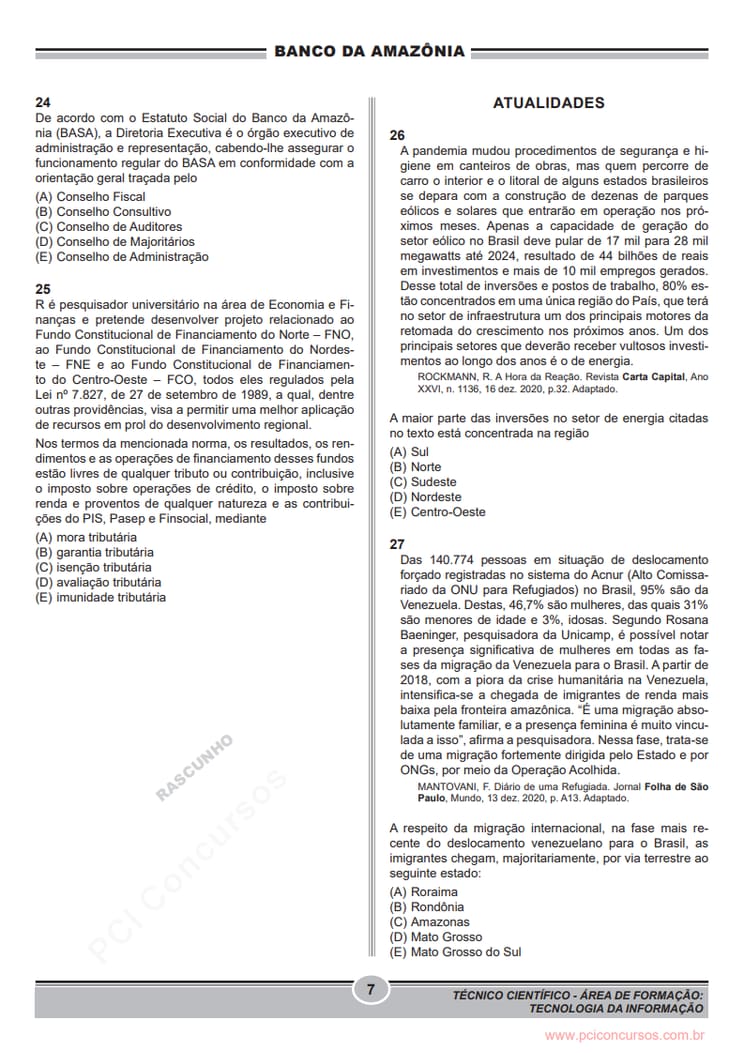 BANCO DA AMAZÔNIA
24
De acordo com o Estatuto Social do Banco da Amazô-
nia (BASA), a Diretoria Executiva é o órgão executivo de
administração e representação, cabendo-lhe assegurar o
funcionamento regular do BASA em conformidade com a
orientação geral traçada pelo
(A) Conselho Fiscal
(B) Conselho Consultivo
(C) Conselho de Auditores
(D) Conselho de Majoritários
(E) Conselho de Administração
25
R é pesquisador universitário na área de Economia e Fi-
nanças e pretende desenvolver projeto relacionado ao
Fundo Constitucional de Financiamento do Norte – FNO,
ao Fundo Constitucional de Financiamento do Nordes-
te – FNE e ao Fundo Constitucional de Financiamen-
to do Centro-Oeste – FCO, todos eles regulados pela
Lei nº 7.827, de 27 de setembro de 1989, a qual, dentre
outras providências, visa a permitir uma melhor aplicação
de recursos em prol do desenvolvimento regional.
Nos termos da mencionada norma, os resultados, os ren-
dimentos e as operações de financiamento desses fundos
estão livres de qualquer tributo ou contribuição, inclusive
o imposto sobre operações de crédito, o imposto sobre
renda e proventos de qualquer natureza e as contribui-
ções do PIS, Pasep e Finsocial, mediante
(A) mora tributária
(B) garantia tributária
(C) isenção tributária
(D) avaliação tributária
(E) imunidade tributária
RASCUNHO
PCI Concursos
ATUALIDADES
26
A pandemia mudou procedimentos de segurança e hi-
giene em canteiros de obras, mas quem percorre de
carro o interior e o litoral de alguns estados brasileiros
se depara com a construção de dezenas de parques
eólicos e solares que entrarão em operação nos pró-
ximos meses. Apenas a capacidade de geração do
setor eólico no Brasil deve pular de 17 mil para 28 mil
megawatts até 2024, resultado de 44 bilhões de reais
em investimentos e mais de 10 mil empregos gerados.
Desse total de inversões e postos de trabalho, 80% es-
tão concentrados em uma única região do País, que terá
no setor de infraestrutura um dos principais motores da
retomada do crescimento nos próximos anos. Um dos
principais setores que deverão receber vultosos investi-
mentos ao longo dos anos é o de energia.
ROCKMANN, R. A Hora da Reação. Revista Carta Capital, Ano
XXVI, n. 1136, 16 dez. 2020, p.32. Adaptado.
A maior parte das inversões no setor de energia citadas
no texto está concentrada na região
(A) Sul
(B) Norte
(C) Sudeste
(D) Nordeste
(E) Centro-Oeste
27
Das 140.774 pessoas em situação de deslocamento
forçado registradas no sistema do Acnur (Alto Comissa-
riado da ONU para Refugiados) no Brasil, 95% são da
Venezuela. Destas, 46,7% são mulheres, das quais 31%
são menores de idade e 3%, idosas. Segundo Rosana
Baeninger, pesquisadora da Unicamp, é possível notar
a presença significativa de mulheres em todas as fa-
ses da migração da Venezuela para o Brasil. A partir de
2018, com a piora da crise humanitária na Venezuela,
intensifica-se a chegada de imigrantes de renda mais
baixa pela fronteira amazônica. “É uma migração abso-
lutamente familiar, e a presença feminina é muito vincu-
lada a isso”, afirma a pesquisadora. Nessa fase, trata-se
de uma migração fortemente dirigida pelo Estado e por
ONGs, por meio da Operação Acolhida.
MANTOVANI, F. Diário de uma Refugiada. Jornal Folha de São
Paulo, Mundo, 13 dez. 2020, p. A13. Adaptado.
A respeito da migração internacional, na fase mais re-
cente do deslocamento venezuelano para o Brasil, as
imigrantes chegam, majoritariamente, por via terrestre ao
seguinte estado:
(A) Roraima
(B) Rondônia
(C) Amazonas
(D) Mato Grosso
(E) Mato Grosso do Sul
7
TÉCNICO CIENTÍFICO - ÁREA DE FORMAÇÃO:
TECNOLOGIA DA INFORMAÇÃO
www.pciconcursos.com.br